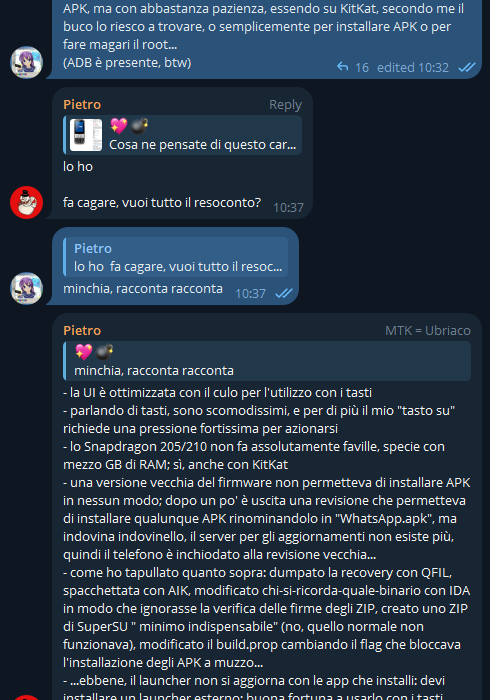 APK, ma con abbastanza pazienza, essendo su KitKat, secondo me il
buco lo riesco a trovare, o semplicemente per installare APK o per
fare magari il root...
(ADB è presente, btw)
16 edited 10:32
Pietro Reply
💖💣
Cosa ne pensate di questo car...
lo ho
fa cagare, vuoi tutto il resoconto? 10:37
Pietro
lo ho fa cagare, vuoi tutto il resoc...
minchia, racconta racconta 10:37
Pietro MTK = Ubriaco
💖💣
minchia, racconta racconta
- la UI è ottimizzata con il culo per l'utilizzo con i tasti
- parlando di tasti, sono scomodissimi, e per di più il mio "tasto su"
richiede una pressione fortissima per azionarsi
- lo Snapdragon 205/210 non fa assolutamente faville, specie con
mezzo GB di RAM; sì, anche con KitKat
- una versione vecchia del firmware non permetteva di installare APK
in nessun modo; dopo un po' è uscita una revisione che permetteva
di installare qualunque APK rinominandolo in "WhatsApp.apk", ma
indovina indovinello, il server per gli aggiornamenti non esiste più,
quindi il telefono è inchiodato alla revisione vecchia...
- come ho tapullato quanto sopra: dumpato la recovery con QFIL,
spacchettata con AIK, modificato chi-si-ricorda-quale-binario con IDA
in modo che ignorasse la verifica delle firme degli ZIP, creato uno ZIP
di SuperSU " minimo indispensabile" (no, quello normale non
funzionava), modificato il build.prop cambiando il flag che bloccava
l'installazione degli APK a muzzo...
- ...ebbene, il launcher non si aggiorna con le app che installi: devi
installare un launcher esterno; buona fortuna a usarlo con i tasti